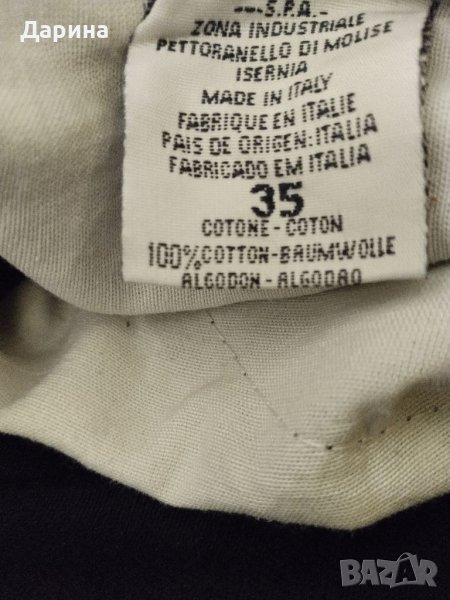 Дарина
---S.P.A.-
ZONA INDUSTRIALE
PETTORANELLO DI MOLISE
ISERNIA
MADE IN ITALY
FABRIQUE EN ITALIE
PAIS DE ORIGEN: ITALIA
FABRICADO EM ITALIA
35
COTONE - COTON
100% COTTON-BAUMWOLLE
ALGODON - ALGODAO
BAZAR